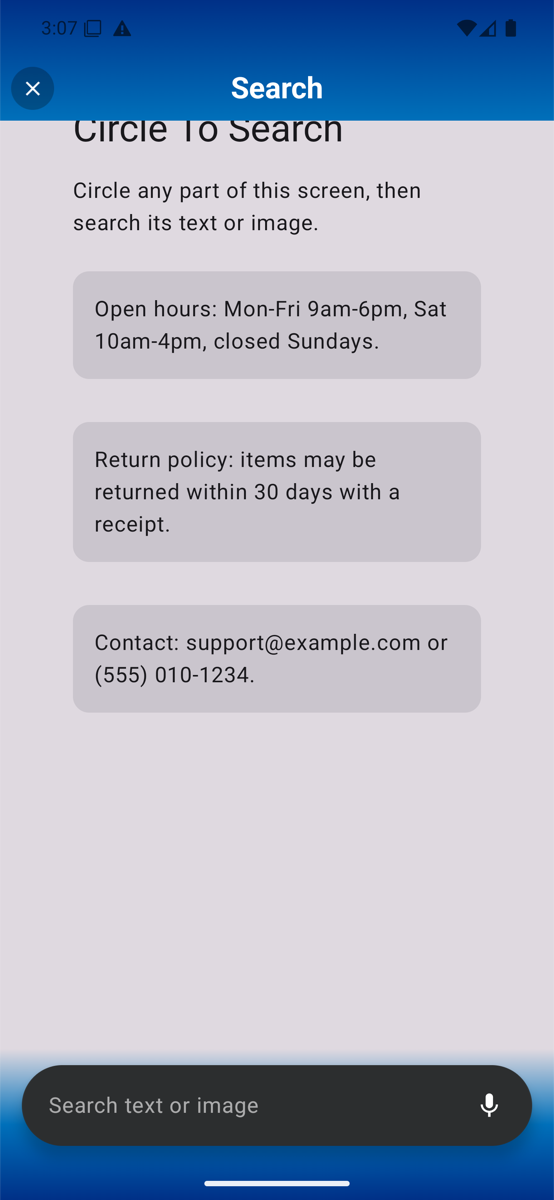 3:07
Search
Circle To Search
Circle any part of this screen, then
search its text or image.
Open hours: Mon-Fri 9am-6pm, Sat
10am-4pm, closed Sundays.
Return policy: items may be
returned within 30 days with a
receipt.
Contact: support@example.com or
(555) 010-1234.
Search text or image